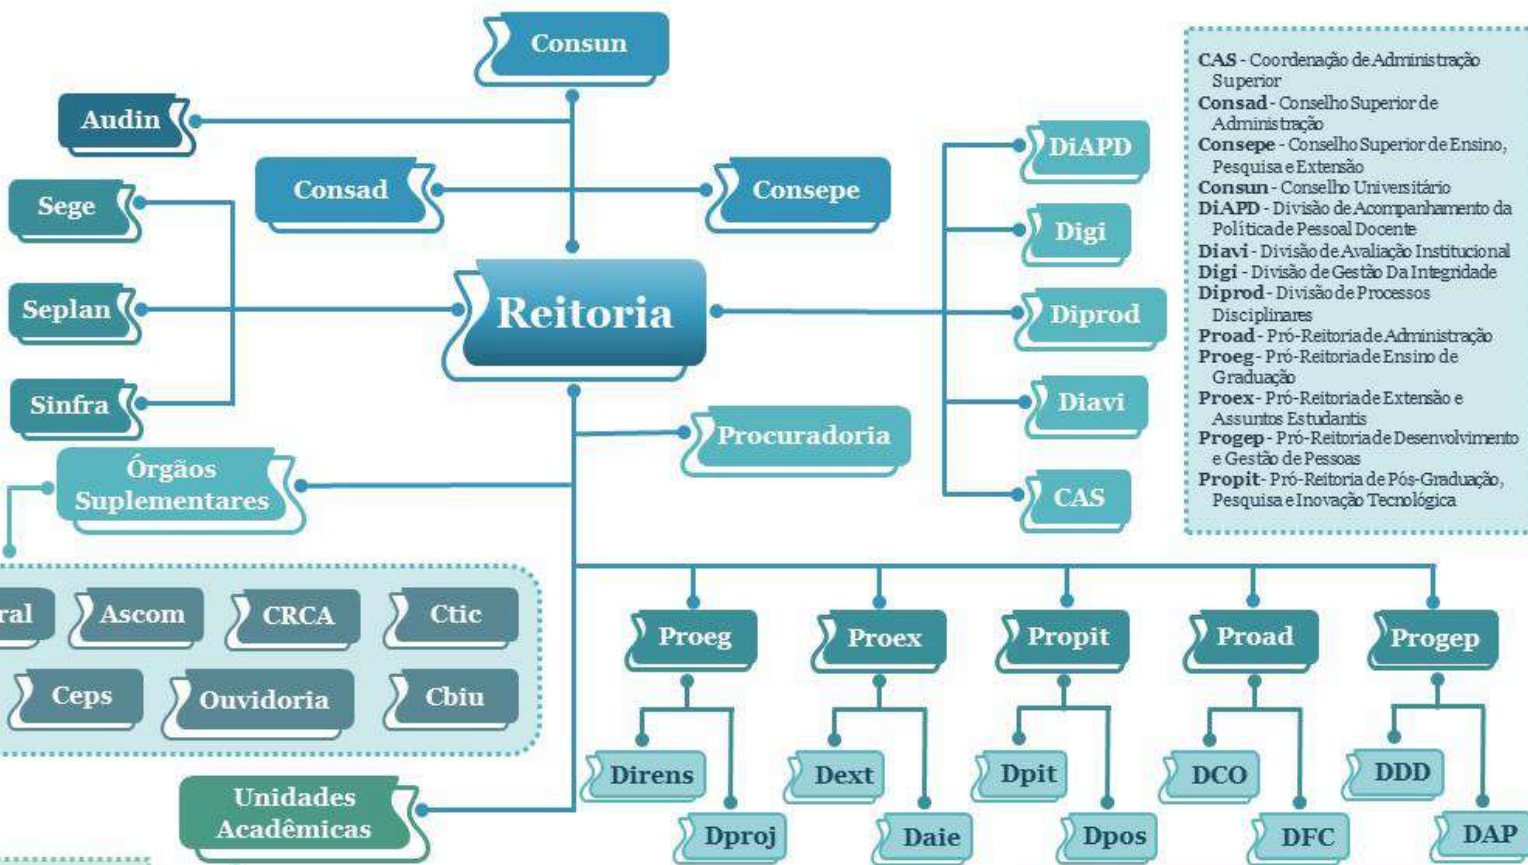 Consun
Audin
Consad
Consepe
Sege
Seplan
Sinfra
Reitoria
DiAPD
Digi
Diprod
Diavi
CAS
Procuradoria
Órgãos
Suplementares
CAS - Coordenação de Administração
Superior
Consad - Conselho Superior de
Administração
Consepe - Conselho Superior de Ensino,
Pesquisa e Extensão
Consun - Conselho Universitário
DiAPD - Divisão de Acompanhamento da
Política de Pessoal Docente
Diavi - Divisão de Avaliação Institucional
Digi - Divisão de Gestão Da Integridade
Diprod - Divisão de Processos
Disciplinares
Proad - Pró-Reitoria de Administração
Proeg - Pró-Reitoria de Ensino de
Graduação
Proex - Pró-Reitoria de Extensão e
Assuntos Estudantis
Progep - Pró-Reitoria de Desenvolvimento
e Gestão de Pessoas
Propit - Pró-Reitoria de Pós-Graduação,
Pesquisa e Inovação Tecnológica
ral
Ascom
CRCA
Ctic
Ceps
Ouvidoria
Cbiu
Proeg
Proex
Propit
Proad
Progep
Direns
Dproj
Dext
Daie
Dpit
Dpos
DCO
DFC
DDD
DAP
Unidades
Acadêmicas